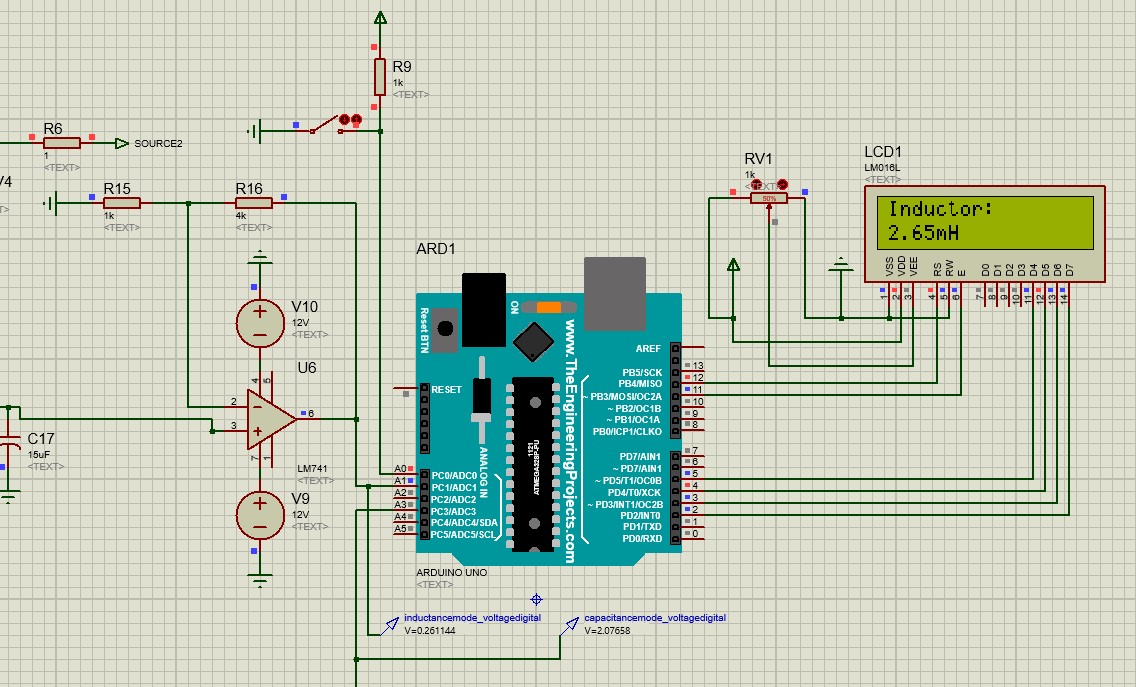 R9
1k
<TEXT>
R6
1
<TEXT>
SOURCE2
V4
R15
1k
<TEXT>
R16
4k
<TEXT>
V10
12V
<TEXT>
U6
4
5
2
3
6
7
1
LM741
<TEXT>
C17
15uF
<TEXT>
V9
12V
<TEXT>
ARD1
Reset BTN
ON
www.TheEngineeringProjects.com
1121
ATMEGA328P-PU
ANALOG IN
RESET
A0
A1
A2
A3
A4
A5
PC0/ADC0
PC1/ADC1
PC2/ADC2
PC3/ADC3
PC4/ADC4/SDA
PC5/ADC5/SCL
AREF
PB5/SCK 13
PB4/MISO 12
~ PB3/MOSI/OC2A 11
~ PB2/OC1B 10
~ PB1/OC1A 9
PB0/ICP1/CLKO 8
PD7/AIN1 7
~ PD7/AIN1 6
~ PD5/T1/OC0B 5
PD4/T0/XCK 4
~ PD3/INT1/OC2B 3
PD2/INT0 2
PD1/TXD 1
PD0/RXD 0
ARDUINO UNO
<TEXT>
inductancemode_voltagedigital
V=0.261144
capacitancemode_voltagedigital
V=2.07658
RV1
1k
<TEXT>
50%
LCD1
LM016L
<TEXT>
Inductor:
2.65mH
VSS VDD VEE RS RW E D0 D1 D2 D3 D4 D5 D6 D7
1 2 3 4 5 6 7 8 9 10 11 12 13 14